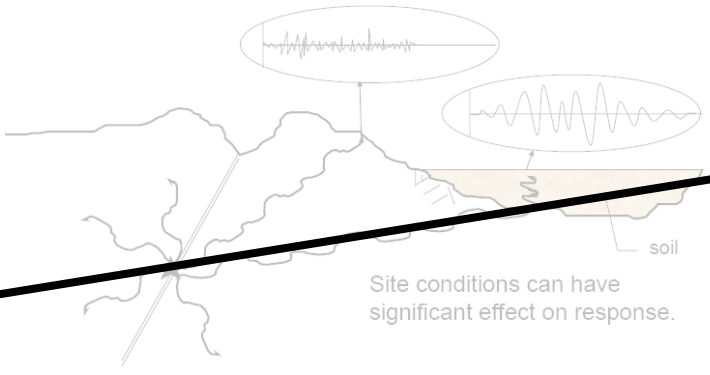 soil
Site conditions can have
significant effect on response.